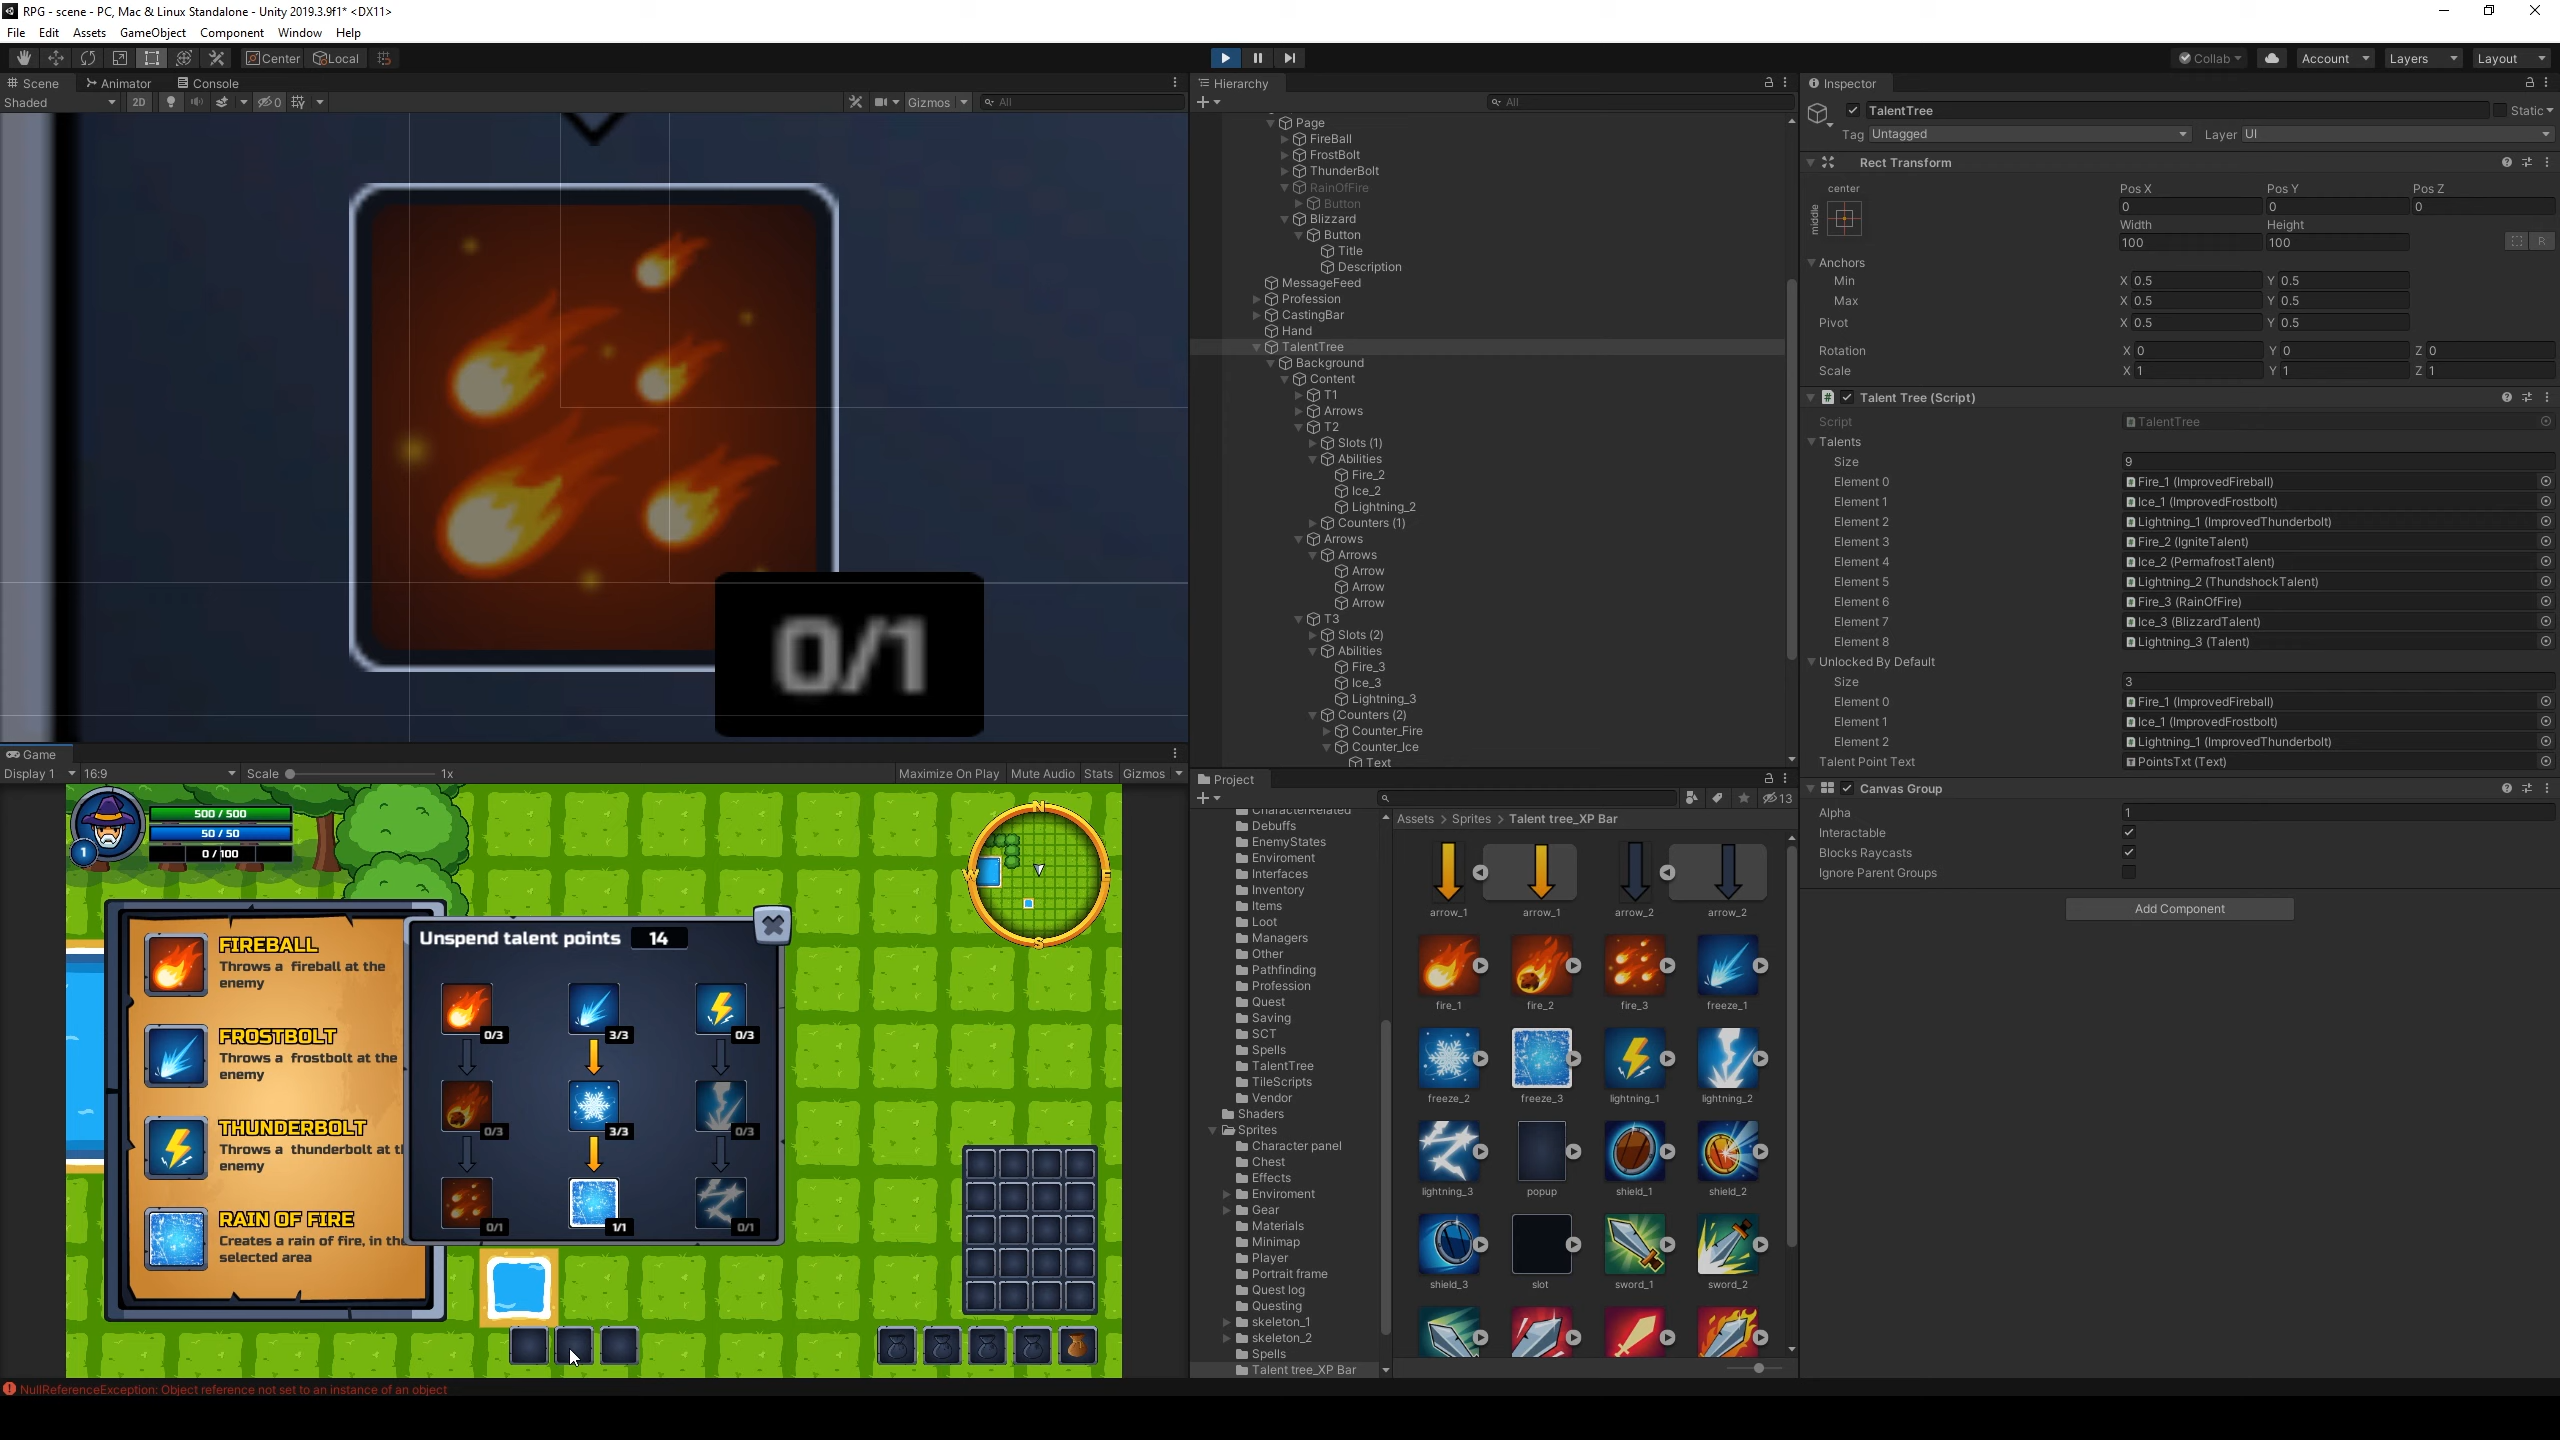 RPG - scene - PC, Mac & Linux Standalone - Unity 2019.3.9f1* <DX11>
File Edit Assets GameObject Component Window Help
Center Local
Collab Account Layers Layout
Scene Animator Console
Shaded 2D 0 Gizmos All
0/1
Game
Display 1 16:9 Scale 1x Maximize On Play Mute Audio Stats Gizmos
500 / 500
50 / 50
1
0 / 100
N
W
E
S
FIREBALL
Throws a fireball at the
enemy
FROSTBOLT
Throws a frostbolt at the
enemy
THUNDERBOLT
Throws a thunderbolt at t
enemy
RAIN OF FIRE
Creates a rain of fire, in the
selected area
Unspend talent points 14
0/3 3/3 0/3
0/3 3/3 0/3
0/1 1/1 0/1
NullReferenceException: Object reference not set to an instance of an object
Hierarchy
All
Page
FireBall
FrostBolt
ThunderBolt
RainOfFire
Button
Blizzard
Button
Title
Description
MessageFeed
Profession
CastingBar
Hand
TalentTree
Background
Content
T1
Arrows
T2
Slots (1)
Abilities
Fire_2
Ice_2
Lightning_2
Counters (1)
Arrows
Arrows
Arrow
Arrow
Arrow
T3
Slots (2)
Abilities
Fire_3
Ice_3
Lightning_3
Counters (2)
Counter_Fire
Counter_Ice
Text
Project
13
CharacterRelated
Debuffs
EnemyStates
Enviroment
Interfaces
Inventory
Items
Loot
Managers
Other
Pathfinding
Profession
Quest
Saving
SCT
Spells
TalentTree
TileScripts
Vendor
Shaders
Sprites
Character panel
Chest
Effects
Enviroment
Gear
Materials
Minimap
Player
Portrait frame
Quest log
Questing
skeleton_1
skeleton_2
Spells
Talent tree_XP Bar
Assets > Sprites > Talent tree_XP Bar
arrow_1 arrow_1 arrow_2 arrow_2
fire_1 fire_2 fire_3 freeze_1
freeze_2 freeze_3 lightning_1 lightning_2
lightning_3 popup shield_1 shield_2
shield_3 slot sword_1 sword_2
Inspector
TalentTree Static
Tag Untagged Layer UI
Rect Transform
center
middle
Pos X Pos Y Pos Z
0 0 0
Width Height
100 100
R
Anchors
Min X 0.5 Y 0.5
Max X 0.5 Y 0.5
Pivot X 0.5 Y 0.5
Rotation X 0 Y 0 Z 0
Scale X 1 Y 1 Z 1
# Talent Tree (Script)
Script TalentTree
Talents
Size 9
Element 0 Fire_1 (ImprovedFireball)
Element 1 Ice_1 (ImprovedFrostbolt)
Element 2 Lightning_1 (ImprovedThunderbolt)
Element 3 Fire_2 (IgniteTalent)
Element 4 Ice_2 (PermafrostTalent)
Element 5 Lightning_2 (ThundshockTalent)
Element 6 Fire_3 (RainOfFire)
Element 7 Ice_3 (BlizzardTalent)
Element 8 Lightning_3 (Talent)
Unlocked By Default
Size 3
Element 0 Fire_1 (ImprovedFireball)
Element 1 Ice_1 (ImprovedFrostbolt)
Element 2 Lightning_1 (ImprovedThunderbolt)
Talent Point Text PointsTxt (Text)
Canvas Group
Alpha 1
Interactable
Blocks Raycasts
Ignore Parent Groups
Add Component